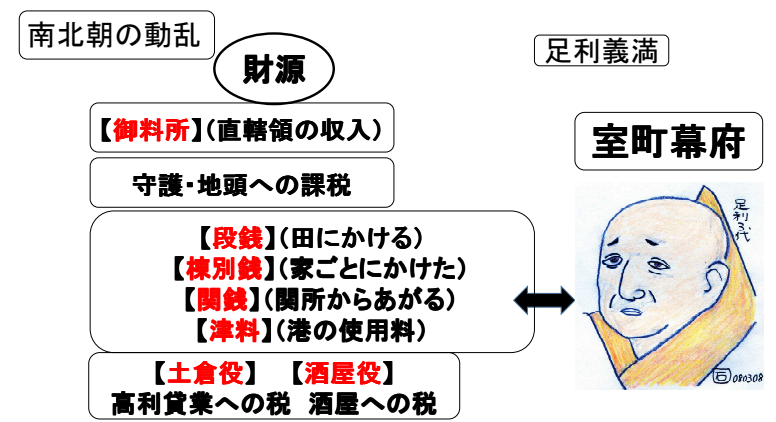 南北朝の動乱
足利義満
財源
【御料所】(直轄領の収入)
室町幕府
守護・地頭への課税
【段銭】(田にかける)
【棟別銭】(家ごとにかけた)
【関銭】(関所からあがる)
【津料】(港の使用料)
【土倉役】 【酒屋役】
高利貸業への税 酒屋への税
足利3代
石 080308